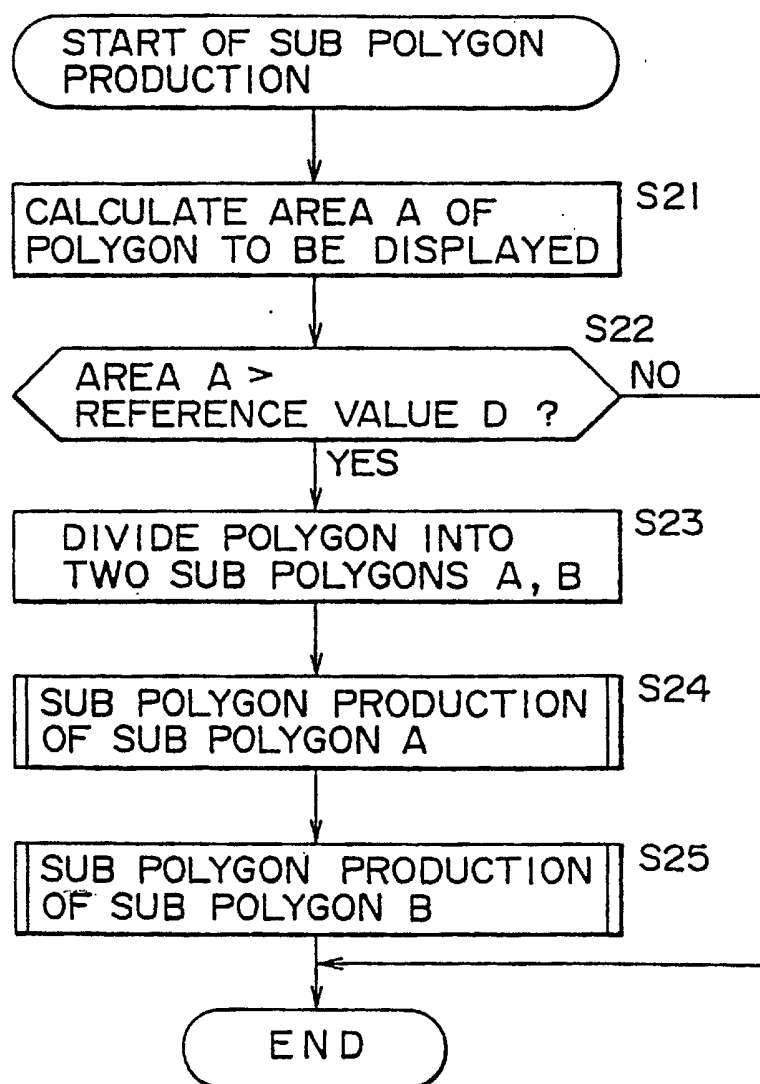 START OF SUB POLYGON
PRODUCTION
S21
CALCULATE AREA A OF
POLYGON TO BE DISPLAYED
S22
AREA A >
REFERENCE VALUE D ?
NO
YES
S23
DIVIDE POLYGON INTO
TWO SUB POLYGONS A, B
S24
SUB POLYGON PRODUCTION
OF SUB POLYGON A
S25
SUB POLYGON PRODUCTION
OF SUB POLYGON B
END